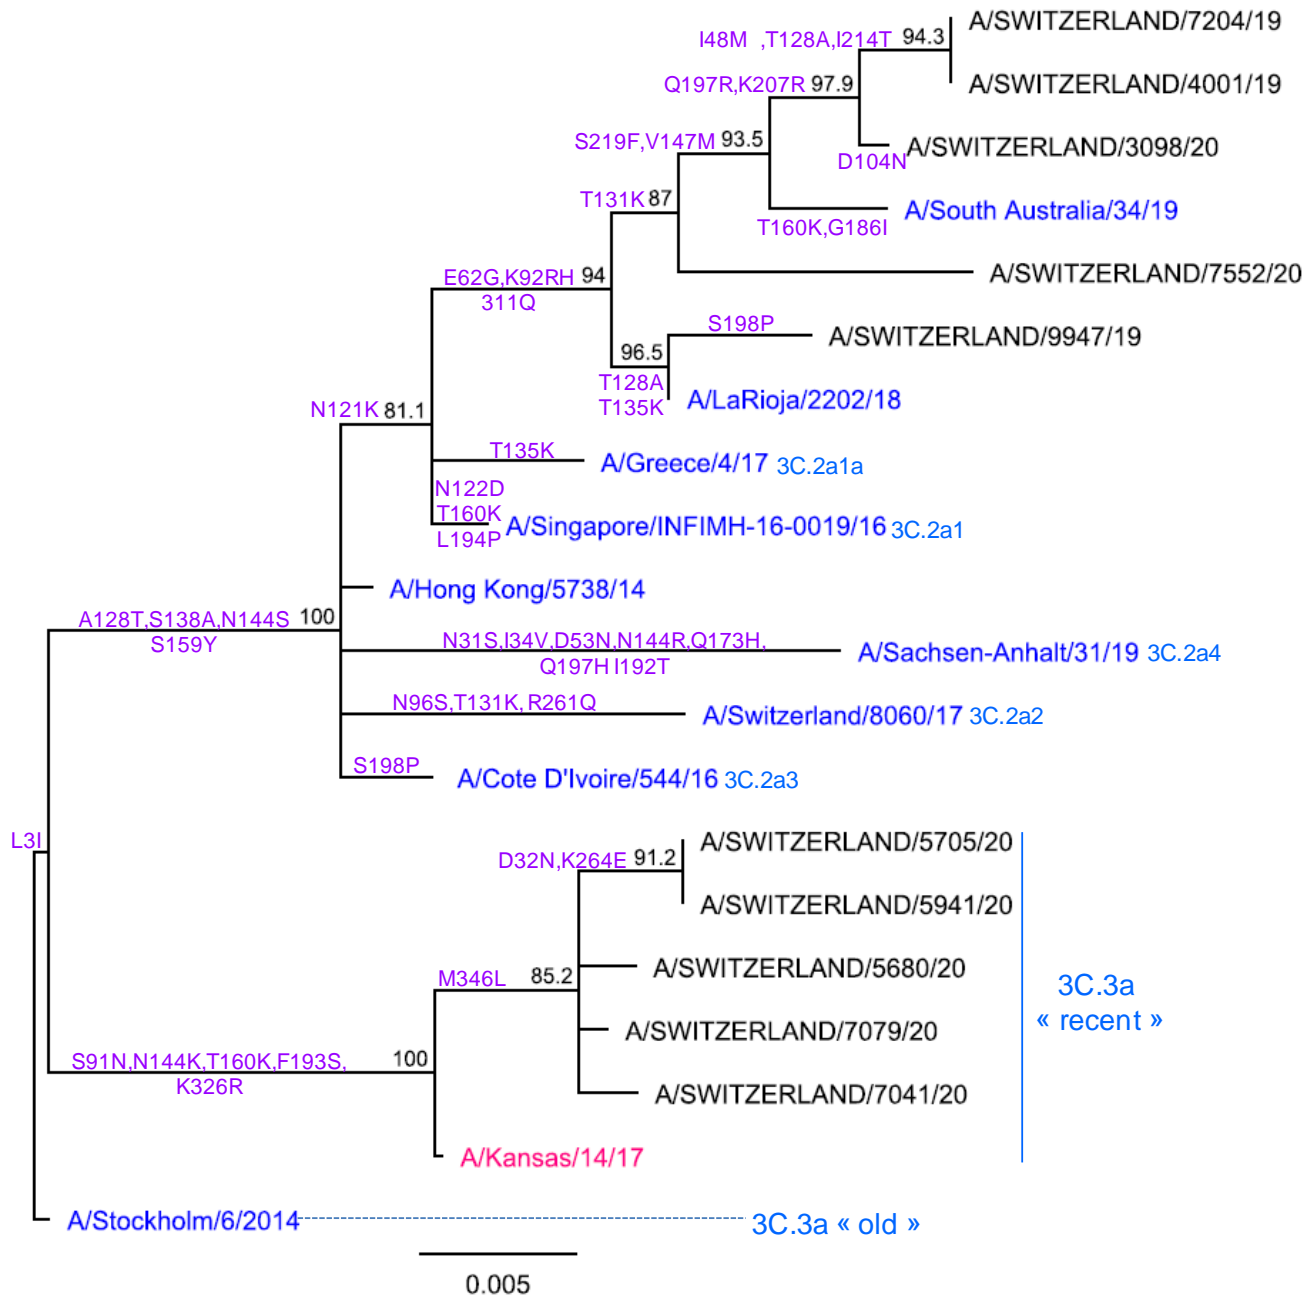 A/SWITZERLAND/7204/19
I48M ,T128A,I214T 94.3
A/SWITZERLAND/4001/19
Q197R,K207R 97.9
S219F,V147M 93.5
A/SWITZERLAND/3098/20
D104N
T131K 87
A/South Australia/34/19
T160K,G186I
E62G,K92RH 94
311Q
A/SWITZERLAND/7552/20
S198P
A/SWITZERLAND/9947/19
96.5
T128A
T135K
A/LaRioja/2202/18
N121K 81.1
T135K
A/Greece/4/17 3C.2a1a
N122D
T160K
L194P
A/Singapore/INFIMH-16-0019/16 3C.2a1
A/Hong Kong/5738/14
A128T,S138A,N144S 100
S159Y
N31S,I34V,D53N,N144R,Q173H,
Q197H I192T
A/Sachsen-Anhalt/31/19 3C.2a4
N96S,T131K, R261Q
A/Switzerland/8060/17 3C.2a2
S198P
A/Cote D'Ivoire/544/16 3C.2a3
L3I
A/SWITZERLAND/5705/20
D32N,K264E 91.2
A/SWITZERLAND/5941/20
A/SWITZERLAND/5680/20
M346L 85.2
3C.3a
« recent »
A/SWITZERLAND/7079/20
S91N,N144K,T160K,F193S, 100
K326R
A/SWITZERLAND/7041/20
A/Kansas/14/17
A/Stockholm/6/2014
3C.3a « old »
0.005